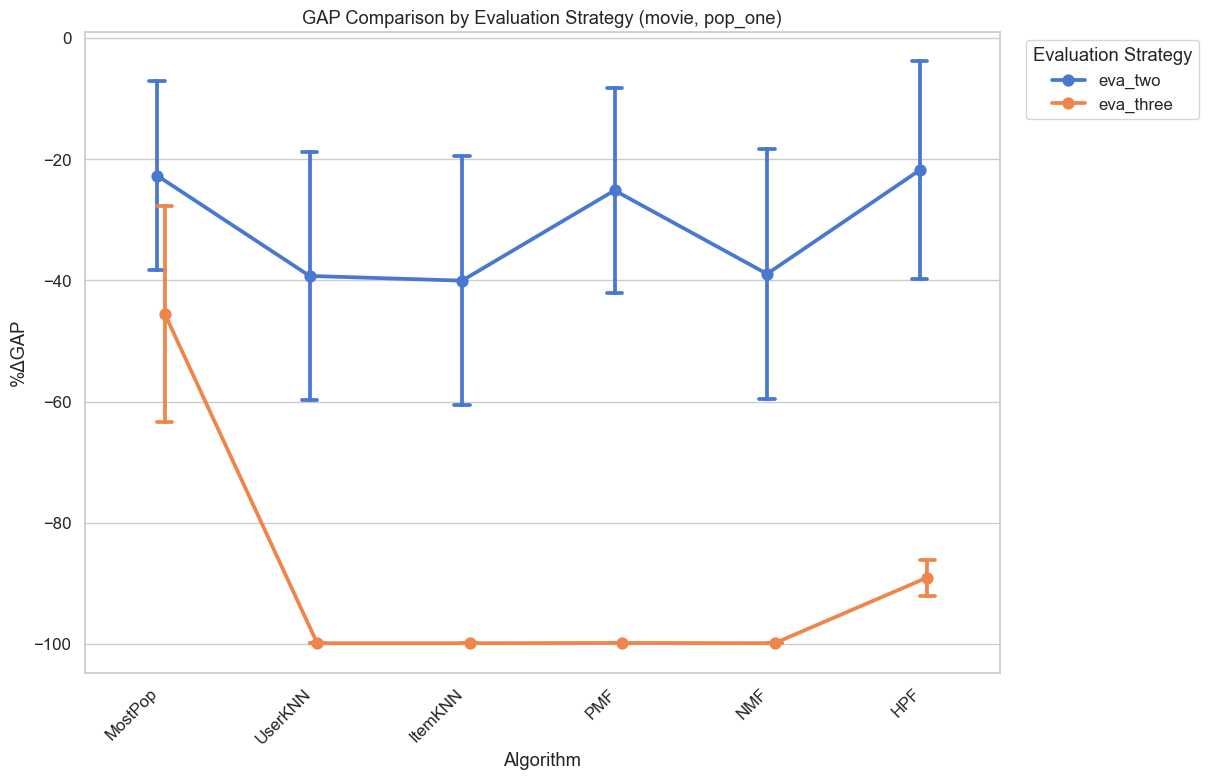 GAP Comparison by Evaluation Strategy (movie, pop_one)
Evaluation Strategy
eva_two
eva_three
%ΔGAP
0
−20
−40
−60
−80
−100
MostPop
UserKNN
ItemKNN
PMF
NMF
HPF
Algorithm